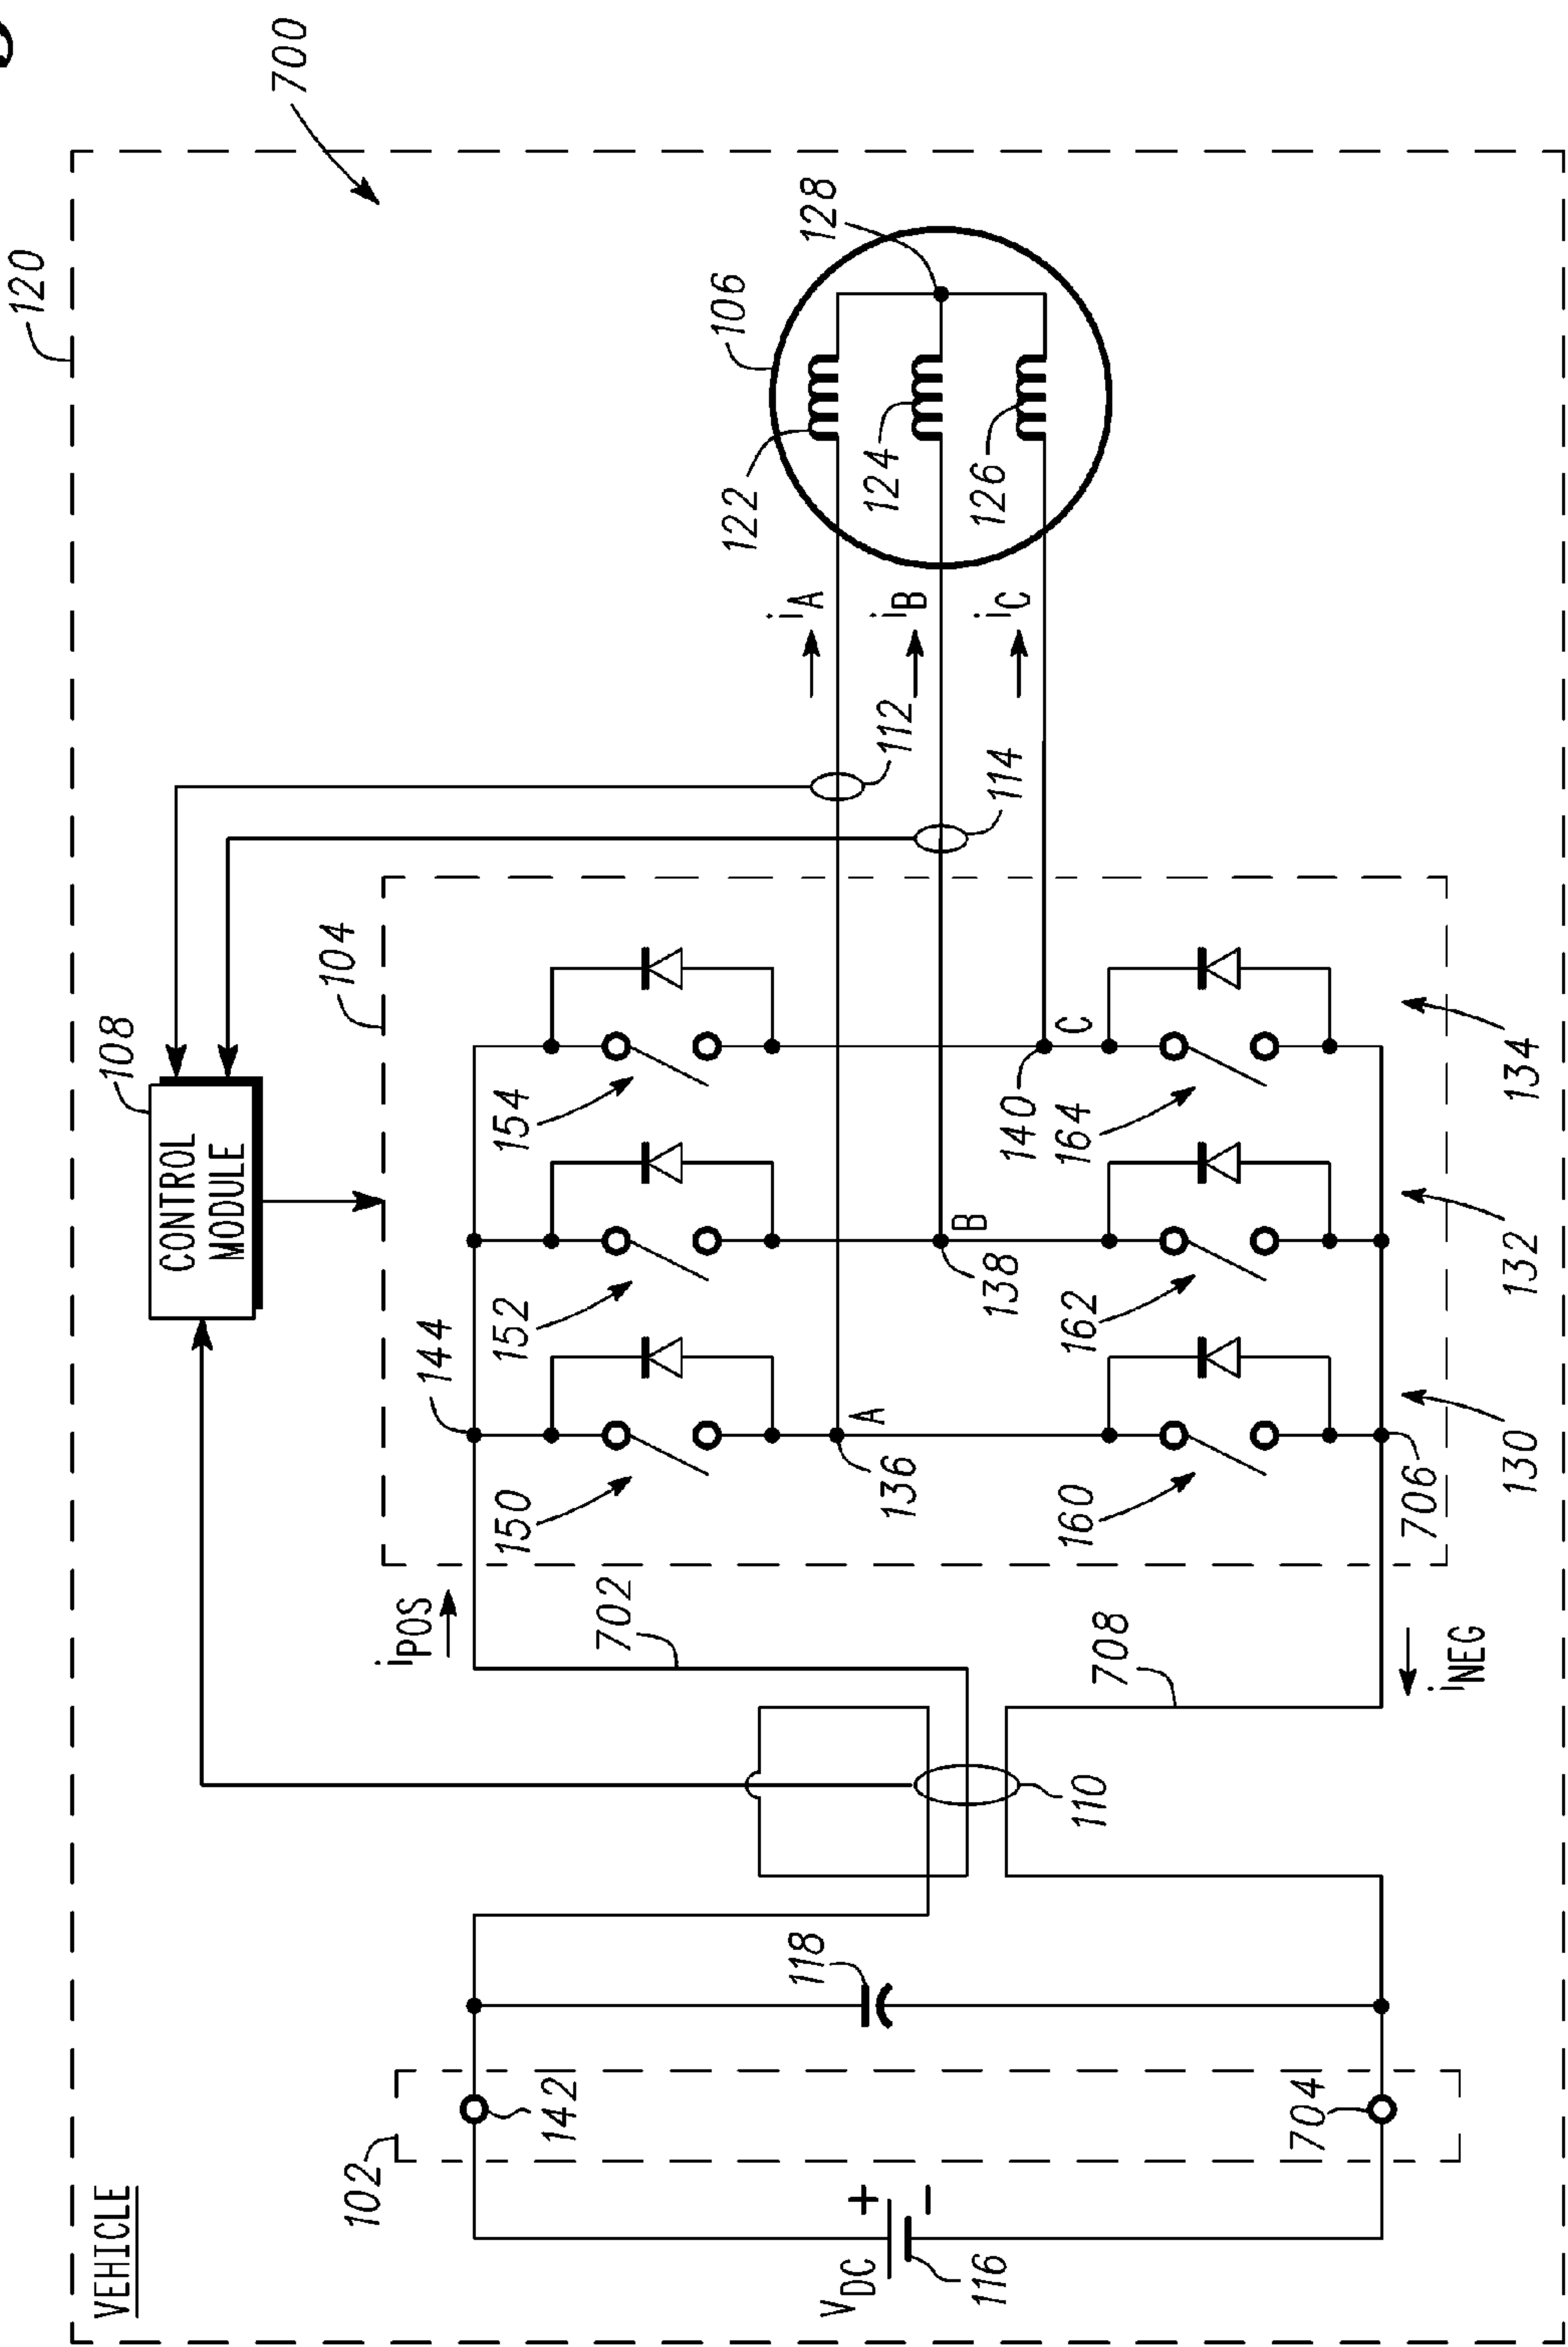 120
700
VEHICLE
108
CONTROL
MODULE
104
102
142
144
iPOS
702
150
152
154
112
114
iA
iB
iC
106
128
122
124
126
VDC
+
−
116
118
110
136
A
138
B
140
C
160
162
164
708
704
706
iNEG
130
132
134